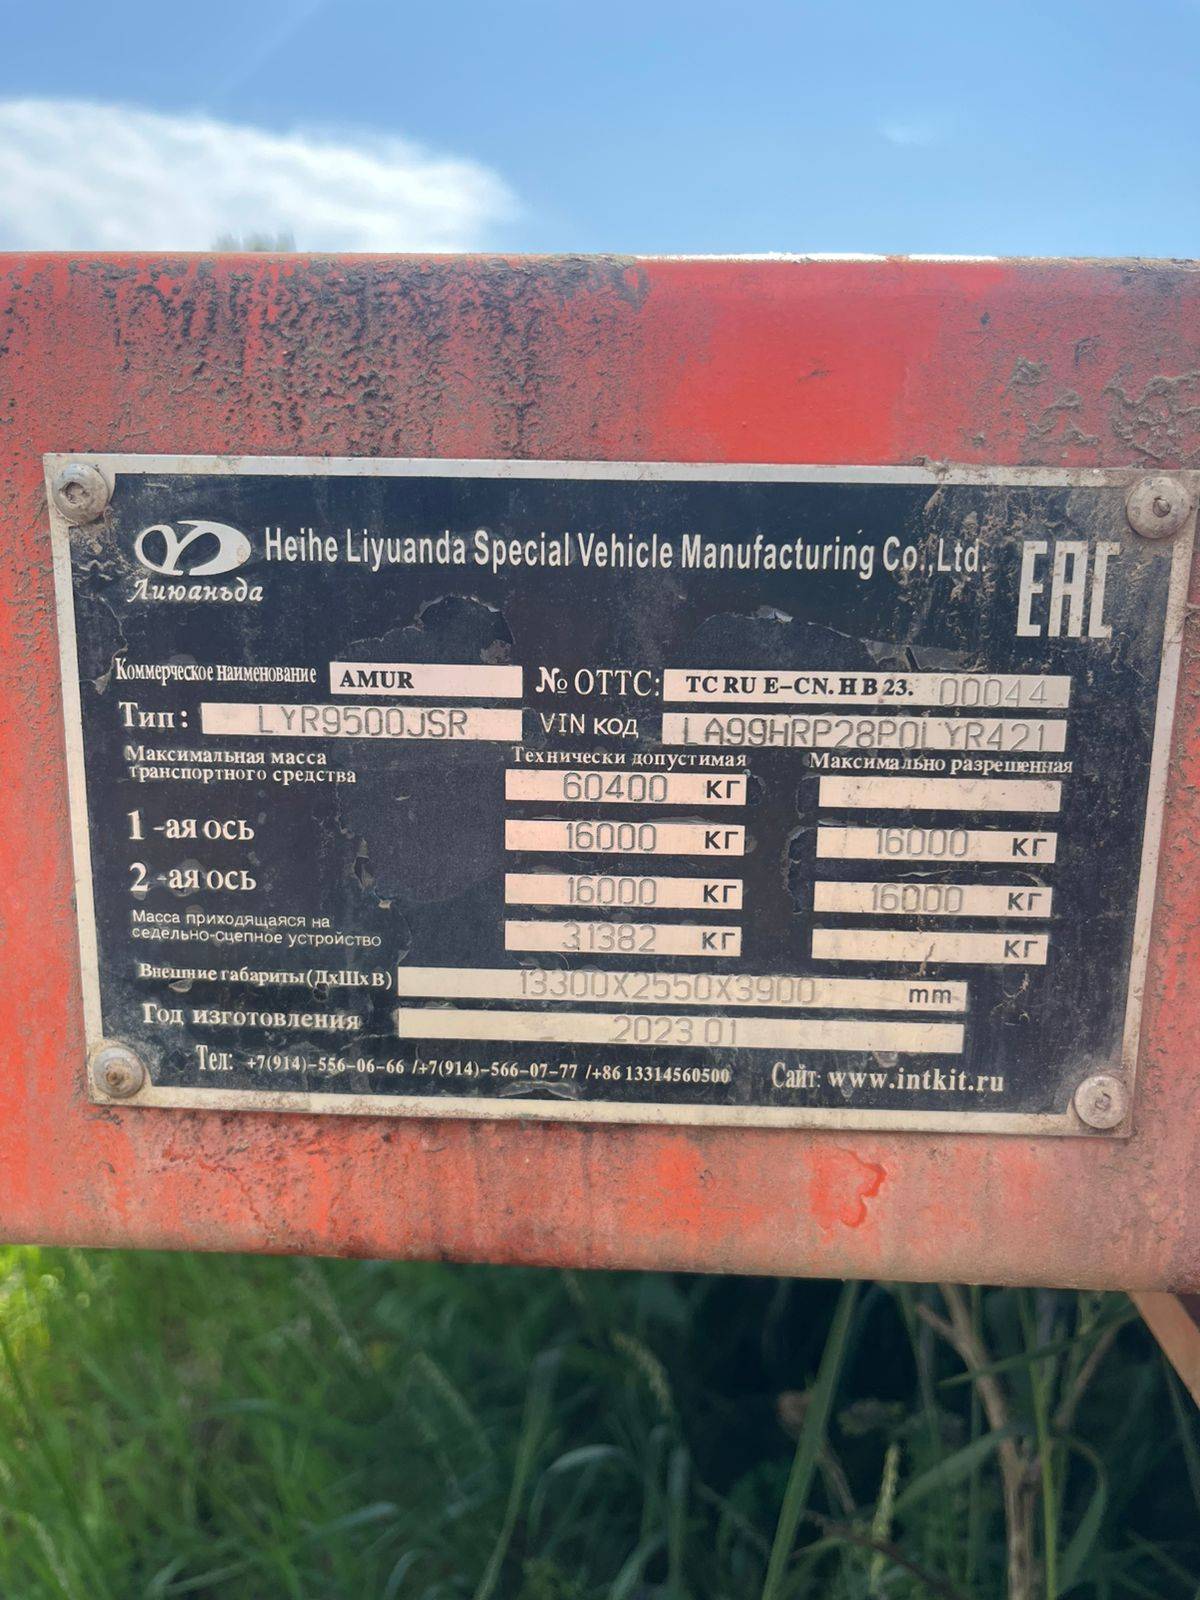 Heihe Liyuanda Special Vehicle Manufacturing Co.,Ltd.
Лиюаньда
EAC
Коммерческое наименование AMUR № ОТТС: TC RU E-CN.HB23. 00044
Тип: LYR9500JSR VIN код
Максимальная масса транспортного средства Технически допустимая Максимально разрешенная
60400 кг
1-ая ось 16000 кг 16000 кг
2-ая ось 16000 кг 16000 кг
Масса приходящаяся на седельно-сцепное устройство 31382 кг кг
Внешние габариты(ДхШхВ) 13300X2550X3900 mm
Год изготовления 2023 01
Тел: +7(914)-556-06-66 /+7(914)-566-07-77 /+86 13314560500 Сайт: www.intkit.ru